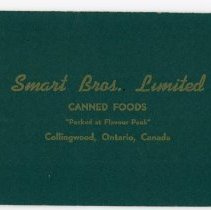 Smart Bros. Limited
CANNED FOODS
"Packed at Flavour Peak"
Collingwood, Ontario, Canada